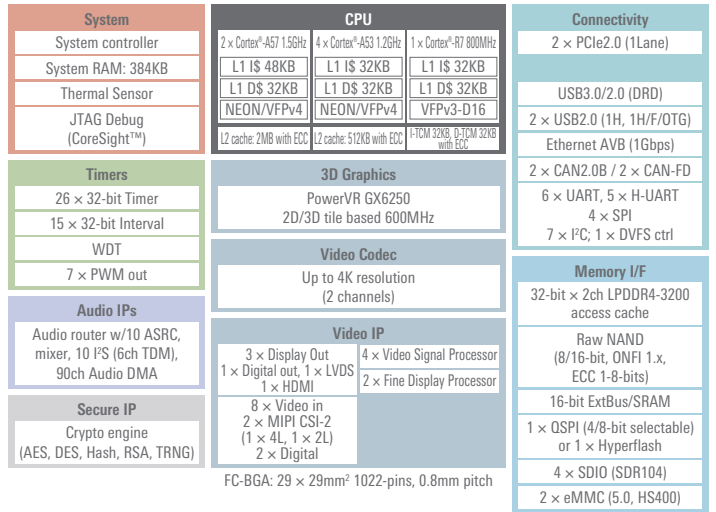 System
System controller
System RAM: 384KB
Thermal Sensor
JTAG Debug
(CoreSight™)
Timers
26 × 32-bit Timer
15 × 32-bit Interval
WDT
7 × PWM out
Audio IPs
Audio router w/10 ASRC,
mixer, 10 I²S (6ch TDM),
90ch Audio DMA
Secure IP
Crypto engine
(AES, DES, Hash, RSA, TRNG)
CPU
2 × Cortex®-A57 1.5GHz
L1 I$ 48KB
L1 D$ 32KB
NEON/VFPv4
L2 cache: 2MB with ECC
4 × Cortex®-A53 1.2GHz
L1 I$ 32KB
L1 D$ 32KB
NEON/VFPv4
L2 cache: 512KB with ECC
1 × Cortex®-R7 800MHz
L1 I$ 32KB
L1 D$ 32KB
VFPv3-D16
I-TCM 32KB, D-TCM 32KB
with ECC
3D Graphics
PowerVR GX6250
2D/3D tile based 600MHz
Video Codec
Up to 4K resolution
(2 channels)
Video IP
3 × Display Out
1 × Digital out, 1 × LVDS
1 × HDMI
8 × Video in
2 × MIPI CSI-2
(1 × 4L, 1 × 2L)
2 × Digital
4 × Video Signal Processor
2 × Fine Display Processor
FC-BGA: 29 × 29mm² 1022-pins, 0.8mm pitch
Connectivity
2 × PCIe2.0 (1Lane)
USB3.0/2.0 (DRD)
2 × USB2.0 (1H, 1H/F/OTG)
Ethernet AVB (1Gbps)
2 × CAN2.0B / 2 × CAN-FD
6 × UART, 5 × H-UART
4 × SPI
7 × I²C; 1 × DVFS ctrl
Memory I/F
32-bit × 2ch LPDDR4-3200
access cache
Raw NAND
(8/16-bit, ONFI 1.x,
ECC 1-8-bits)
16-bit ExtBus/SRAM
1 × QSPI (4/8-bit selectable)
or 1 × Hyperflash
4 × SDIO (SDR104)
2 × eMMC (5.0, HS400)